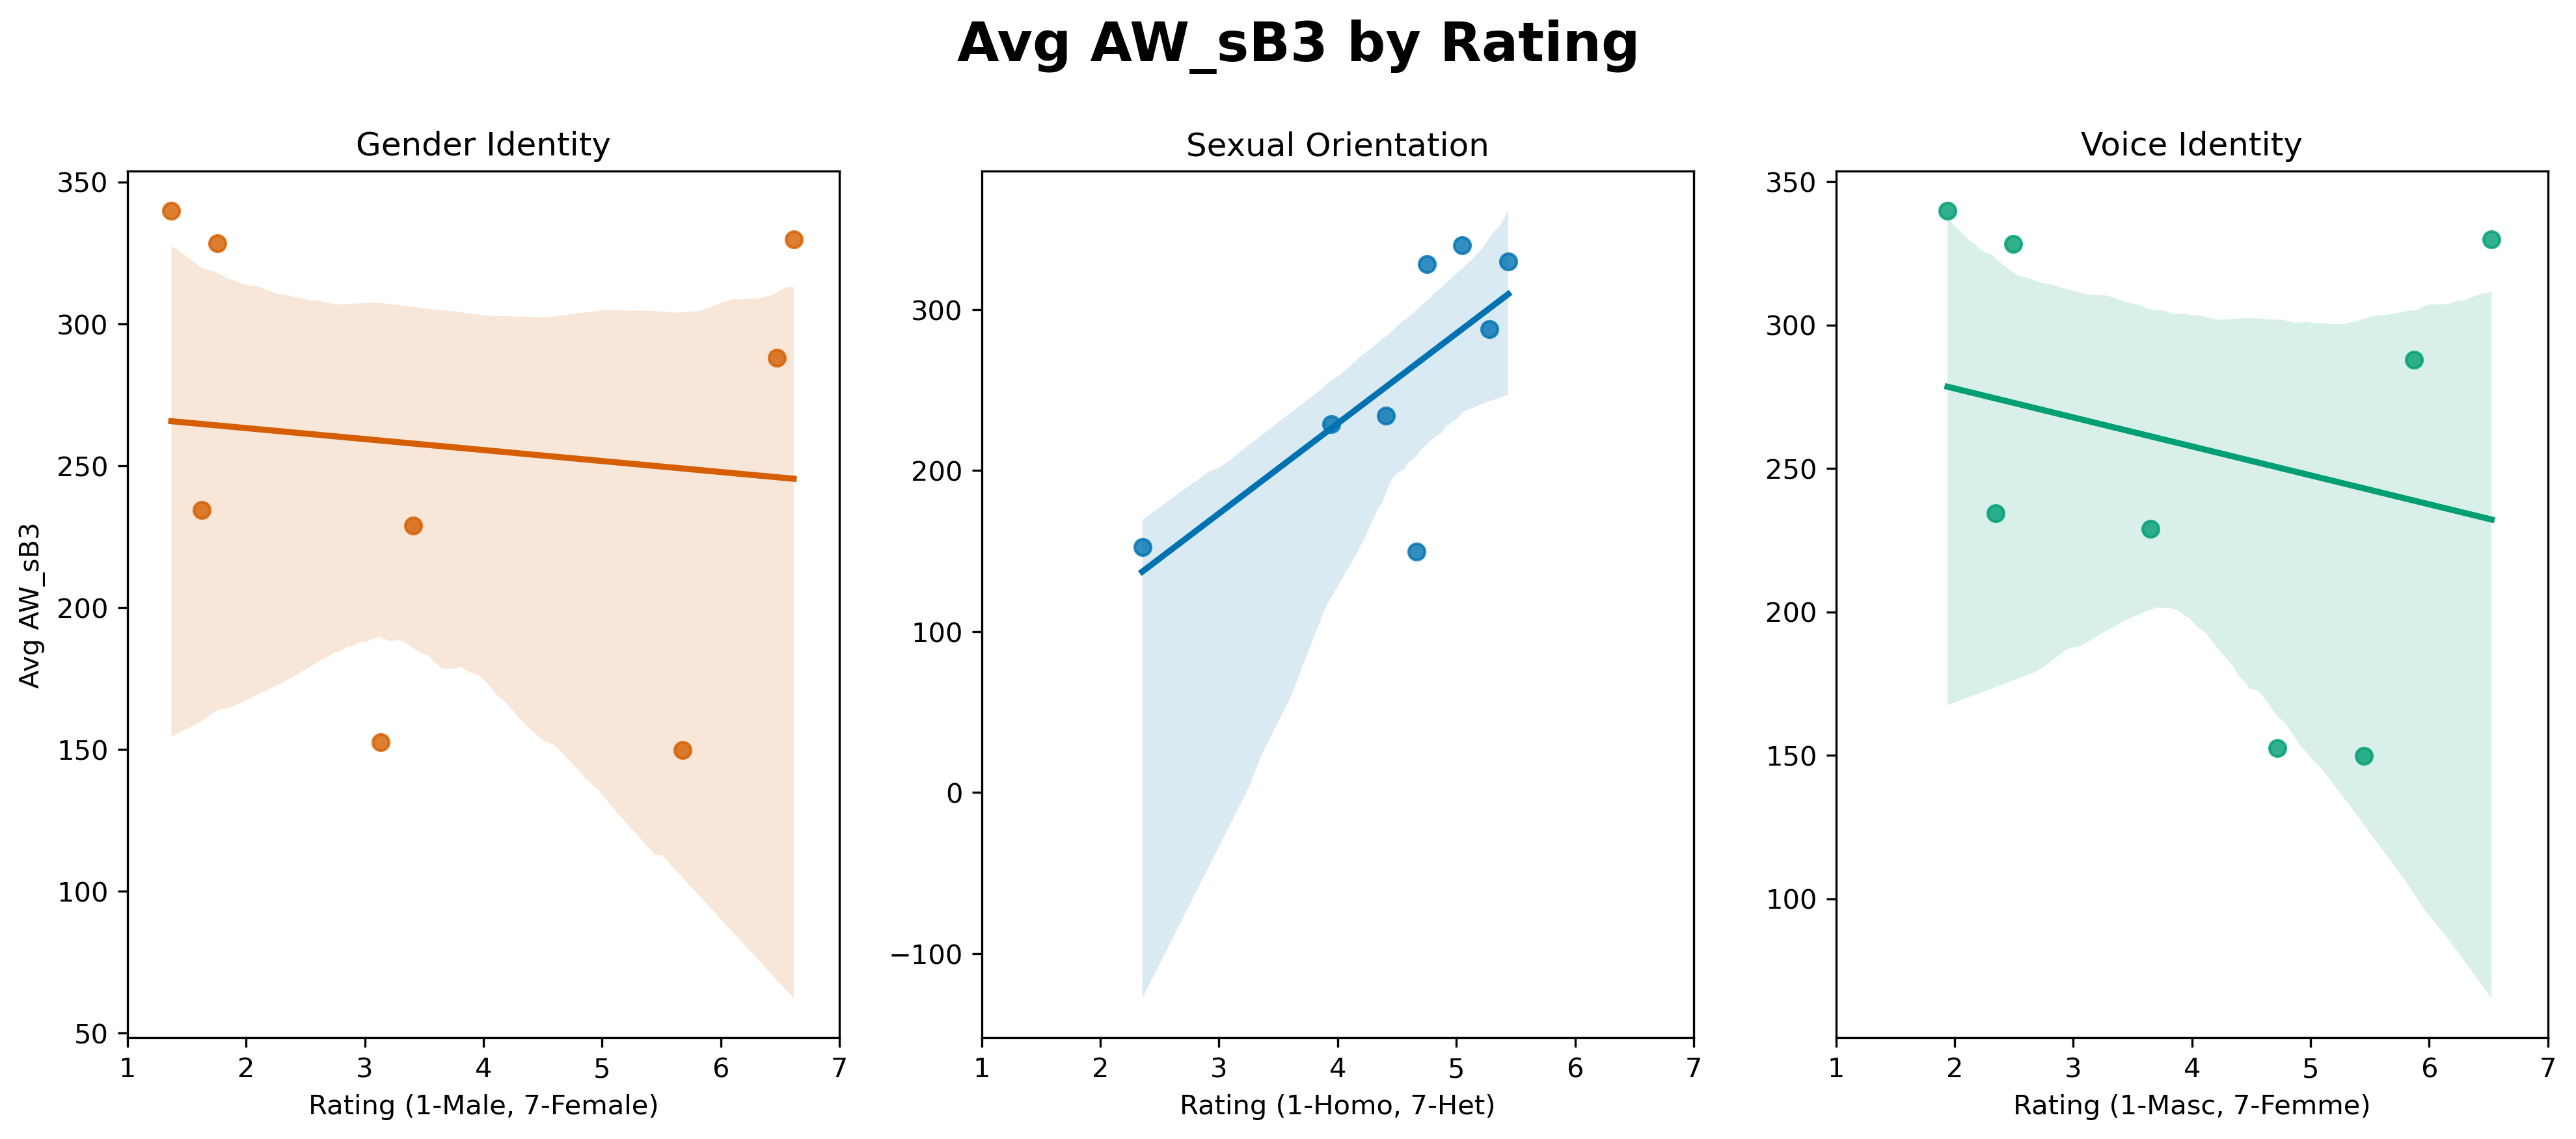 Avg AW_sB3 by Rating
Gender Identity
Sexual Orientation
Voice Identity
Avg AW_sB3
350
300
250
200
150
100
50
1 2 3 4 5 6 7
Rating (1-Male, 7-Female)
300
200
100
0
−100
1 2 3 4 5 6 7
Rating (1-Homo, 7-Het)
350
300
250
200
150
100
1 2 3 4 5 6 7
Rating (1-Masc, 7-Femme)